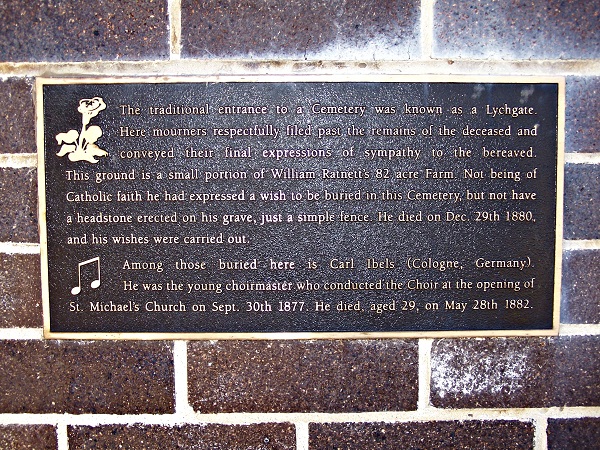 The traditional entrance to a Cemetery was known as a Lychgate.
Here mourners respectfully filed past the remains of the deceased and
conveyed their final expressions of sympathy to the bereaved.
This ground is a small portion of William Ratnett's 82 acre Farm. Not being of
Catholic faith he had expressed a wish to be buried in this Cemetery, but not have
a headstone erected on his grave, just a simple fence. He died on Dec. 29th 1880,
and his wishes were carried out.
Among those buried here is Carl Ibels (Cologne, Germany).
He was the young choirmaster who conducted the Choir at the opening of
St. Michael's Church on Sept. 30th 1877. He died, aged 29, on May 28th 1882.